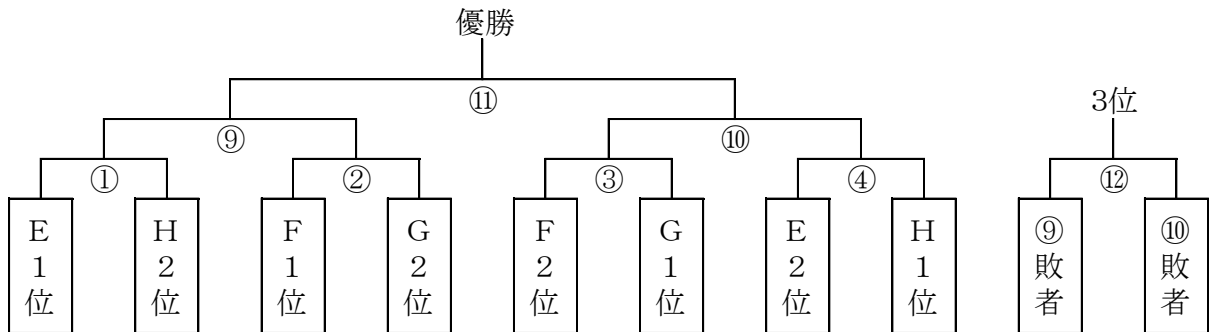 優勝
⑪
3位
⑨
⑩
①
②
③
④
⑫
E1位
H2位
F1位
G2位
F2位
G1位
E2位
H1位
⑨敗者
⑩敗者